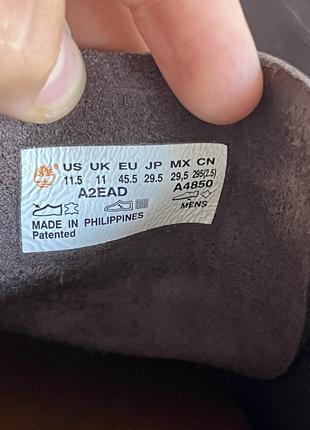 US UK EU JP MX CN
11.5 11 45.5 29.5 29,5 295(2.5)
A2EAD A4850
MADE IN PHILIPPINES MENS
Patented